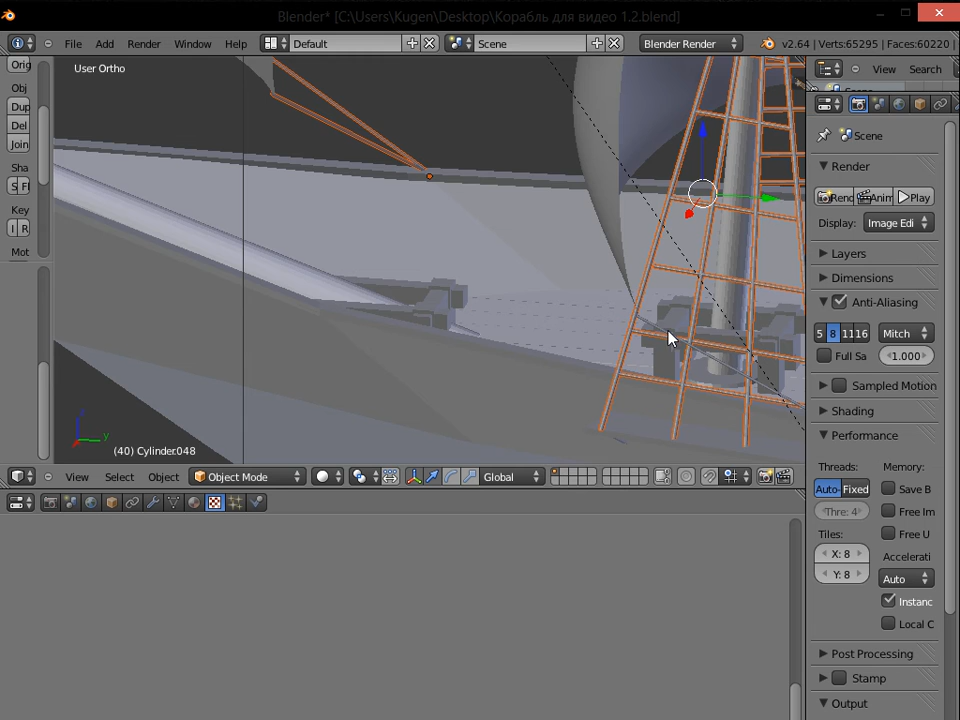 Blender* [C:\Users\Kugen\Desktop\Корабль для видео 1.2.blend]
File Add Render Window Help Default Scene Blender Render v2.64 | Verts:65295 | Faces:60220
Orig
User Ortho
View Search
Obj
Dup
Del
Join
Scene
Sha
Render
S Fl
Rend Anim Play
Key
Display: Image Edi
I R
Mot
Layers
Dimensions
Anti-Aliasing
5 8 11 16 Mitch
Full Sa 1.000
Sampled Motion
Shading
Performance
(40) Cylinder.048
Threads: Memory:
View Select Object Object Mode Global
Auto- Fixed Save B
Thre: 4 Free Im
Tiles: Free U
X: 8 Accelerati
Y: 8 Auto
Instanc
Local C
Post Processing
Stamp
Output